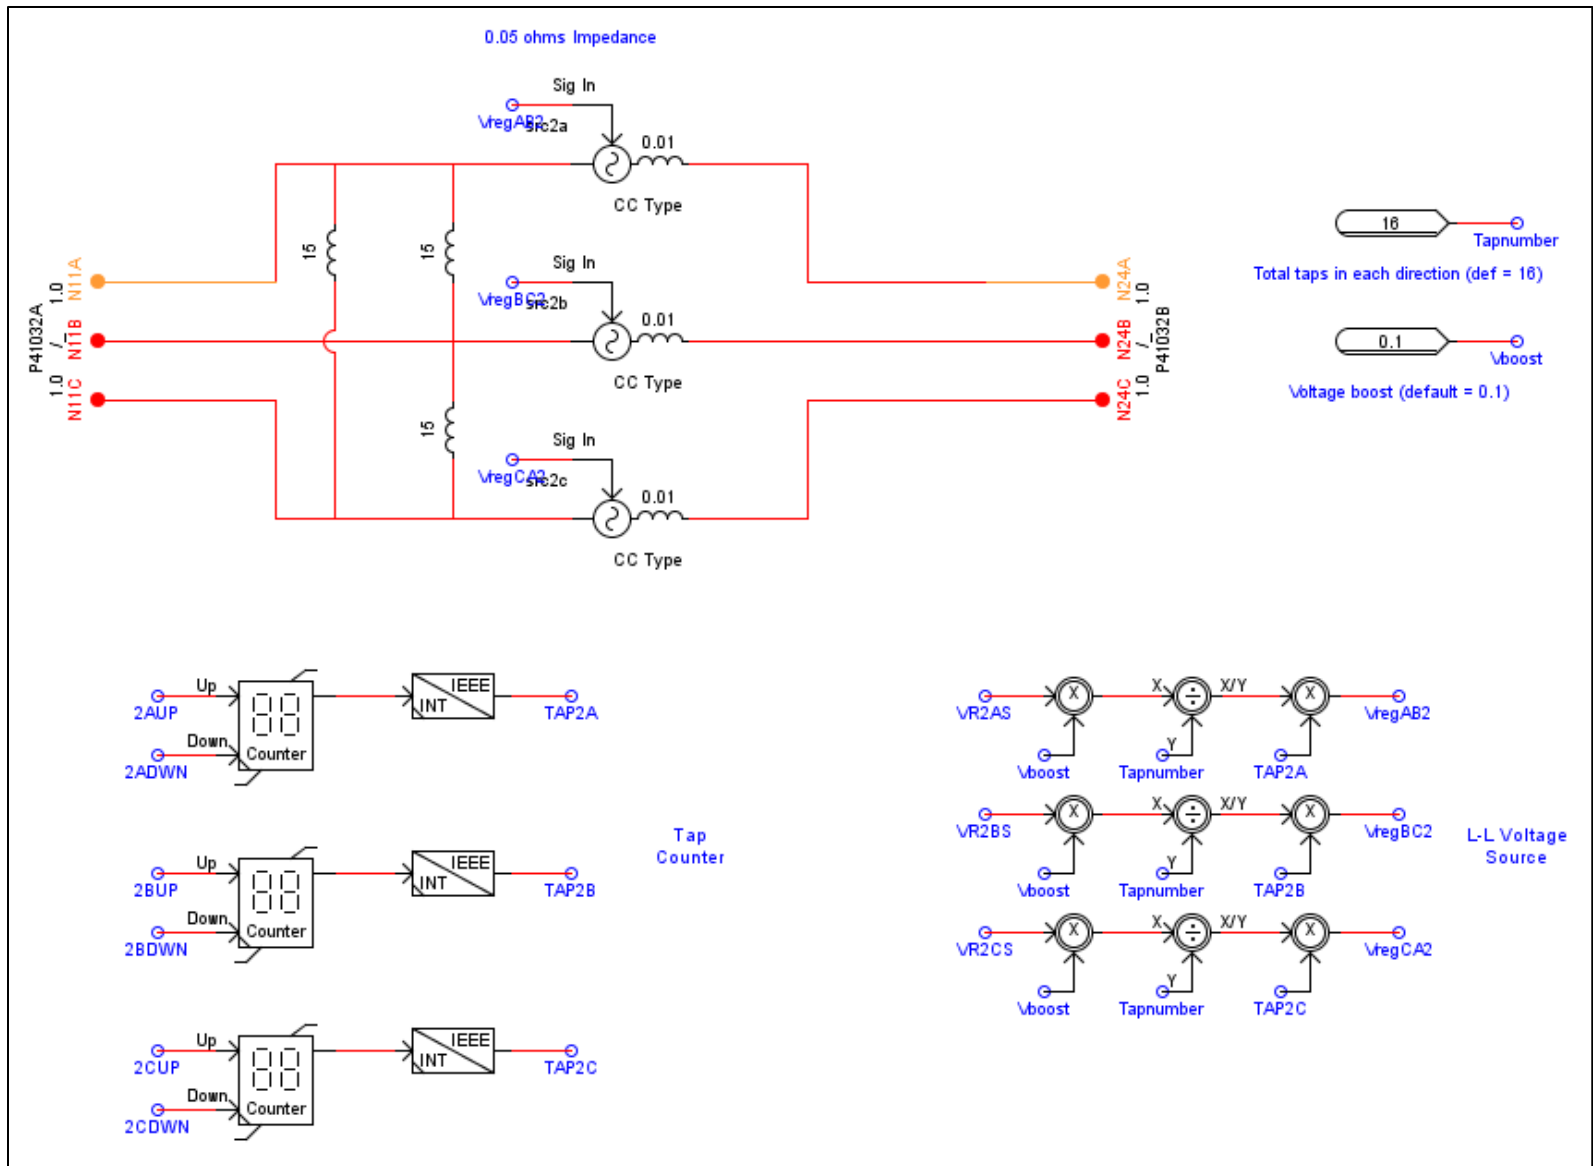 0.05 ohms Impedance
Sig In
VregAB2
src2a
0.01
CC Type
15
15
16
Tapnumber
Total taps in each direction (def = 16)
Sig In
VregBC2
src2b
0.01
CC Type
N11A
1.0
N11B
/_
P41032A
N11C
1.0
N24A
1.0
N24B
/_
P41032B
N24C
1.0
0.1
Vboost
Voltage boost (default = 0.1)
15
Sig In
VregCA2
src2c
0.01
CC Type
Up
2AUP
Down
2ADWN
Counter
IEEE
INT
TAP2A
VR2AS
X
X
÷
X/Y
X
VregAB2
Y
Vboost
Tapnumber
TAP2A
Up
2BUP
Down
2BDWN
Counter
IEEE
INT
TAP2B
Tap
Counter
VR2BS
X
X
÷
X/Y
X
VregBC2
Y
Vboost
Tapnumber
TAP2B
L-L Voltage
Source
VR2CS
X
X
÷
X/Y
X
VregCA2
Y
Vboost
Tapnumber
TAP2C
Up
2CUP
Down
2CDWN
Counter
IEEE
INT
TAP2C